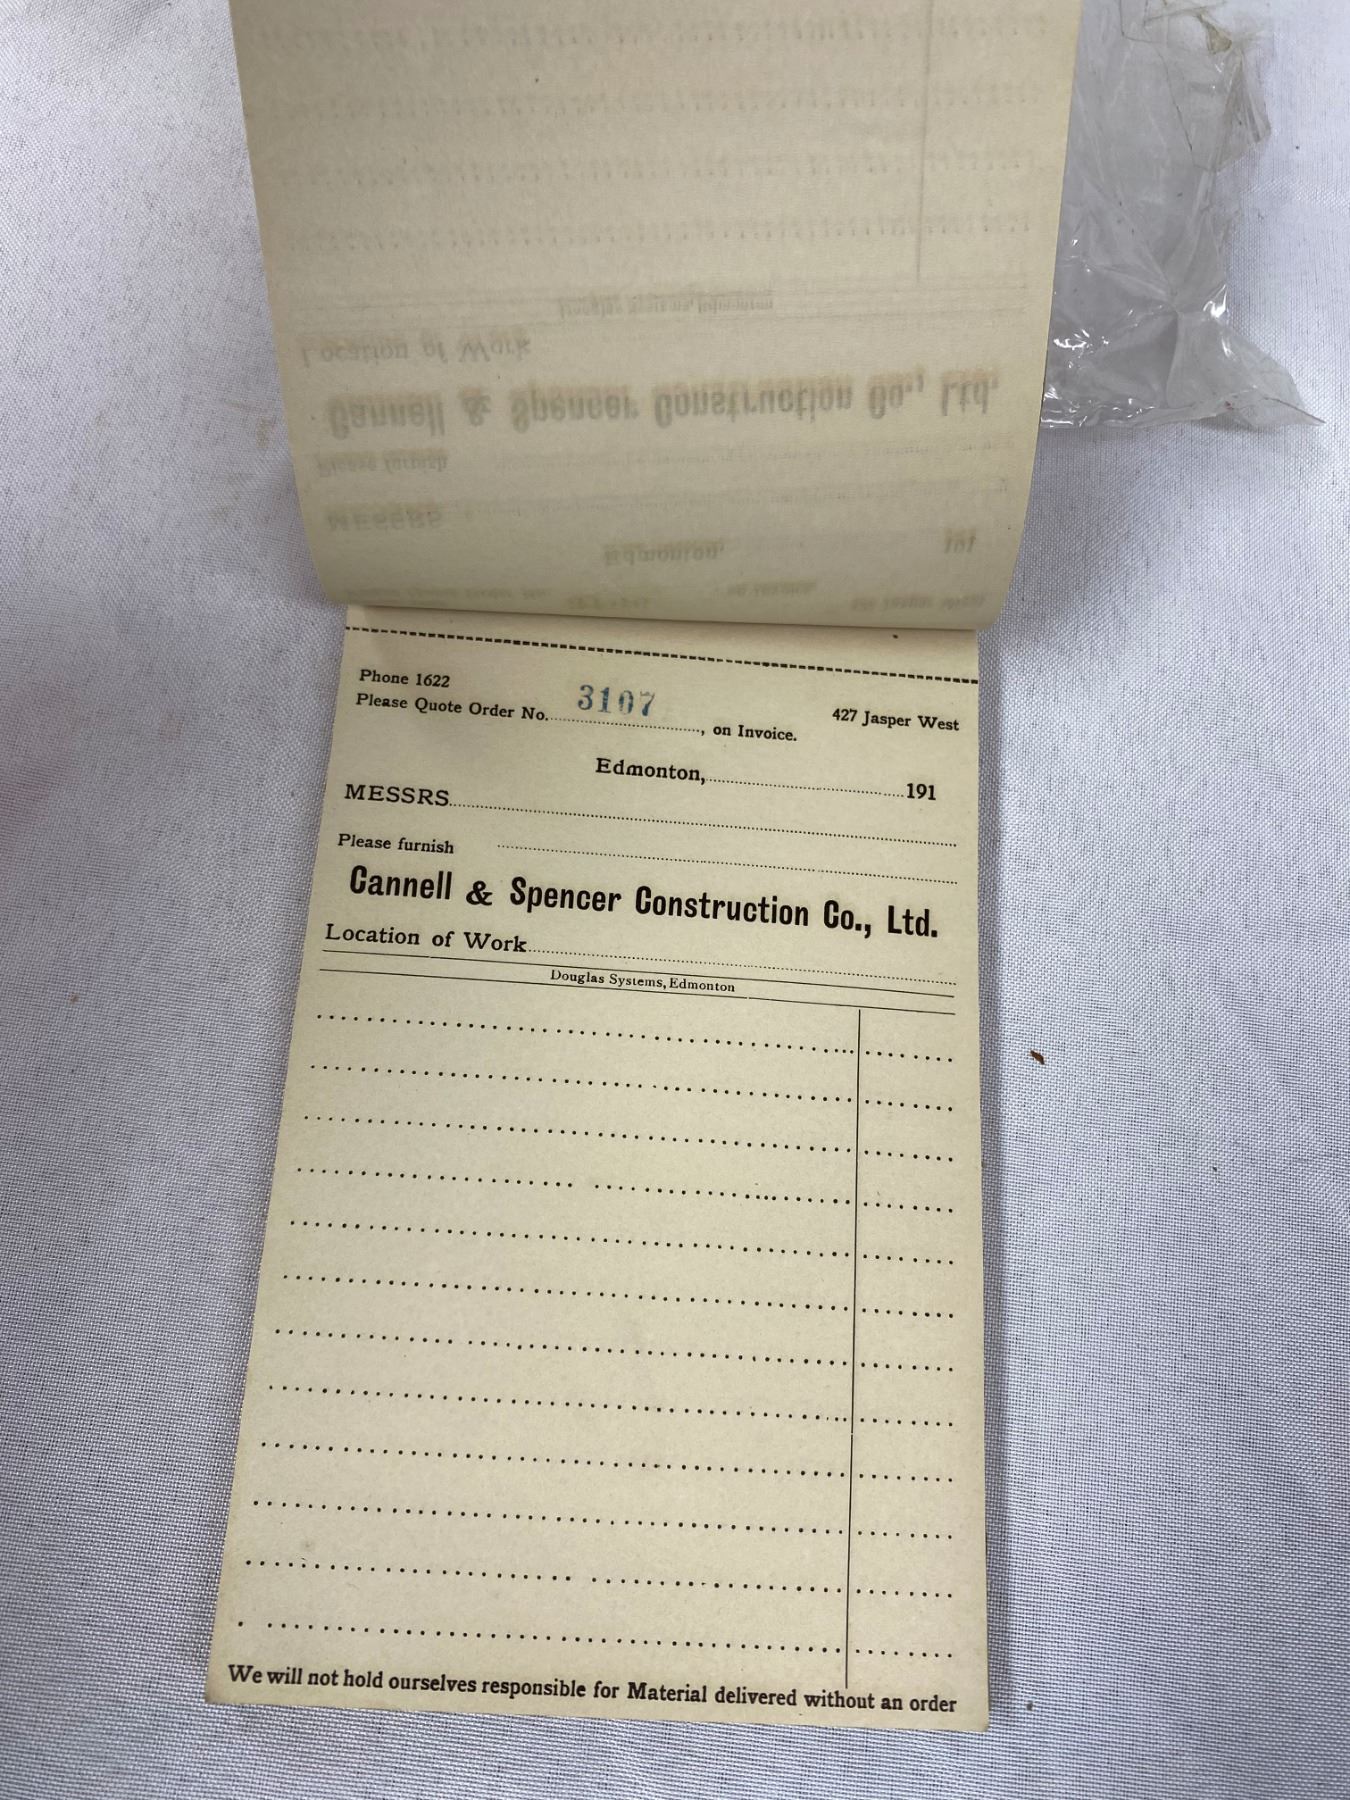 Phone 1622
Please Quote Order No. 3107, on Invoice.
427 Jasper West
Edmonton, 191
MESSRS
Please furnish
Cannell & Spencer Construction Co., Ltd.
Location of Work
Douglas Systems, Edmonton
We will not hold ourselves responsible for Material delivered without an order